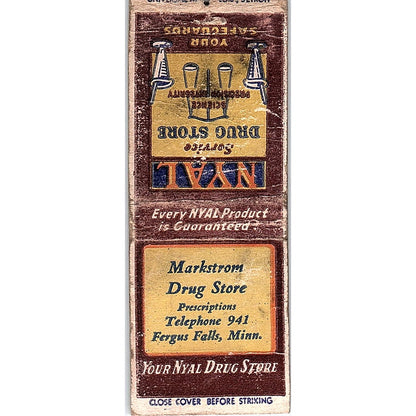 NYAL
Service
DRUG STORE
SCIENCE
PRECISION INTEGRITY
YOUR
SAFEGUARDS
Every NYAL Product
is Guaranteed.
Markstrom
Drug Store
Prescriptions
Telephone 941
Fergus Falls, Minn.
YOUR NYAL DRUG STORE
CLOSE COVER BEFORE STRIKING